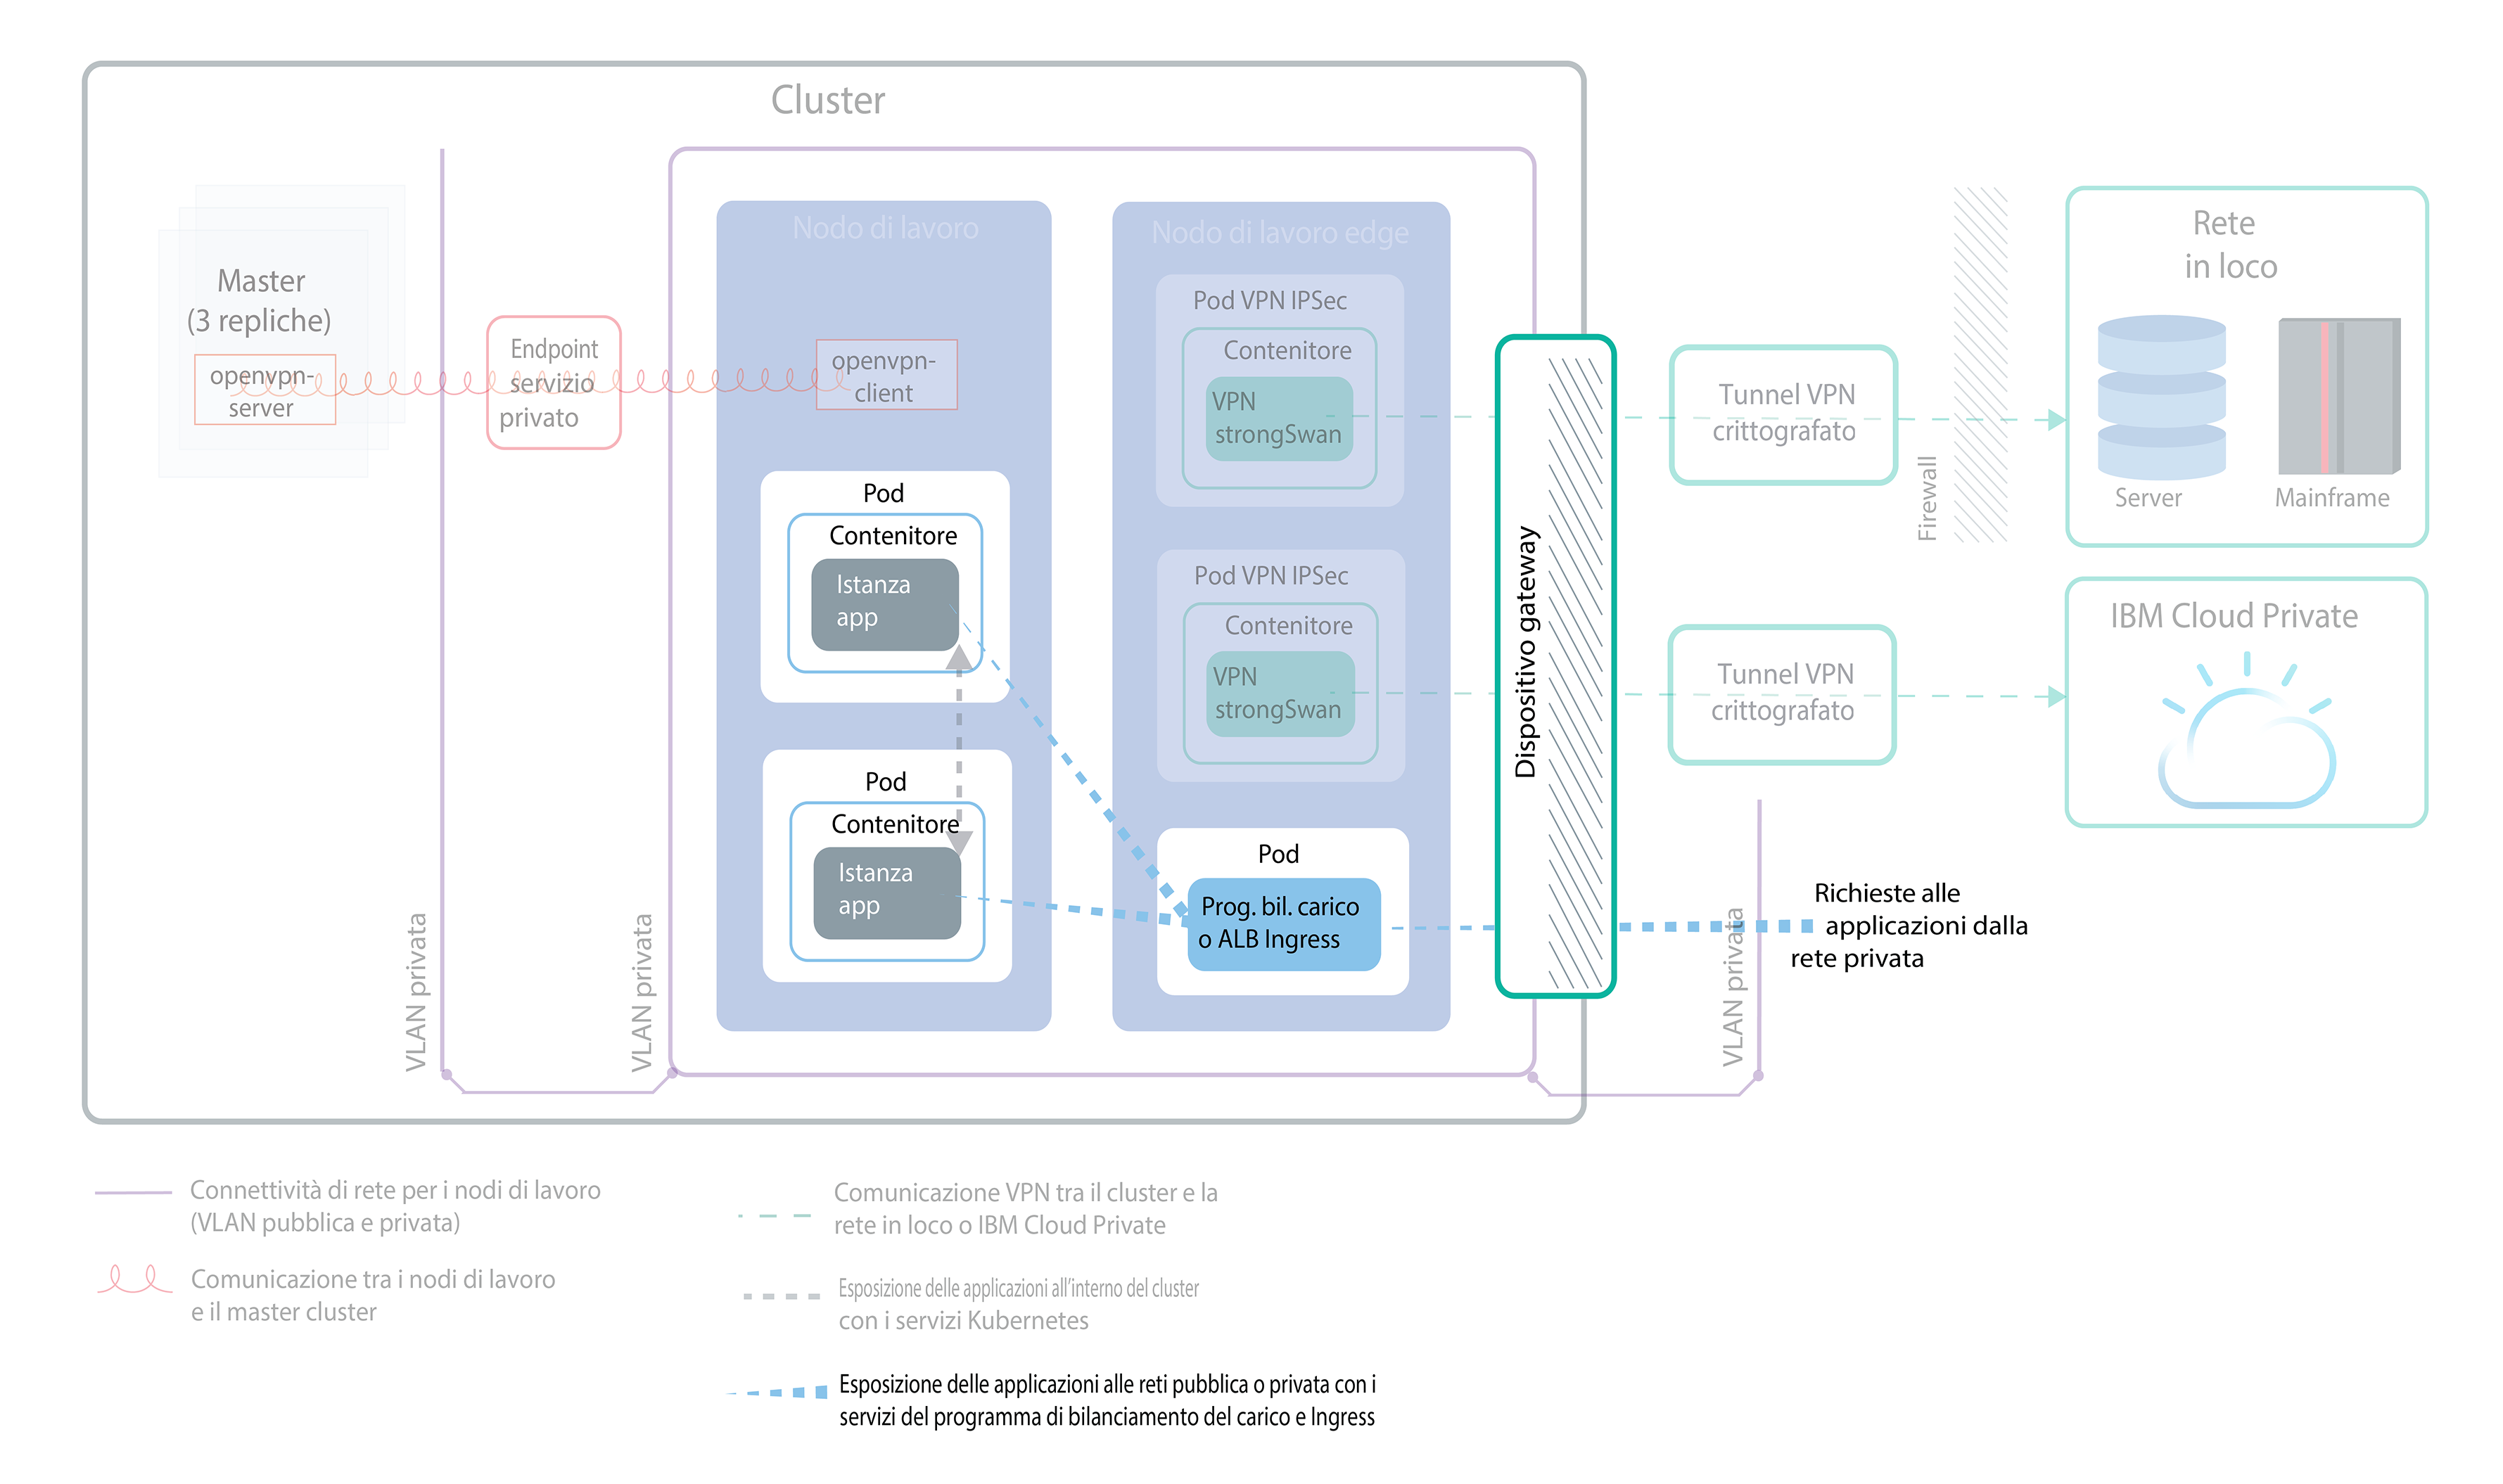 Cluster
Master
(3 repliche)
openvpn-
server
Endpoint
servizio
privato
VLAN privata
VLAN privata
Nodo di lavoro
openvpn-
client
Pod
Contenitore
Istanza
app
Pod
Contenitore
Istanza
app
Nodo di lavoro edge
Pod VPN IPSec
Contenitore
VPN
strongSwan
Pod VPN IPSec
Contenitore
VPN
strongSwan
Pod
Prog. bil. carico
o ALB Ingress
Dispositivo gateway
Tunnel VPN
crittografato
Tunnel VPN
crittografato
Firewall
VLAN privata
Rete
in loco
Server
Mainframe
IBM Cloud Private
Richieste alle
applicazioni dalla
rete privata
Connettività di rete per i nodi di lavoro
(VLAN pubblica e privata)
Comunicazione tra i nodi di lavoro
e il master cluster
Comunicazione VPN tra il cluster e la
rete in loco o IBM Cloud Private
Esposizione delle applicazioni all’interno del cluster
con i servizi Kubernetes
Esposizione delle applicazioni alle reti pubblica o privata con i
servizi del programma di bilanciamento del carico e Ingress